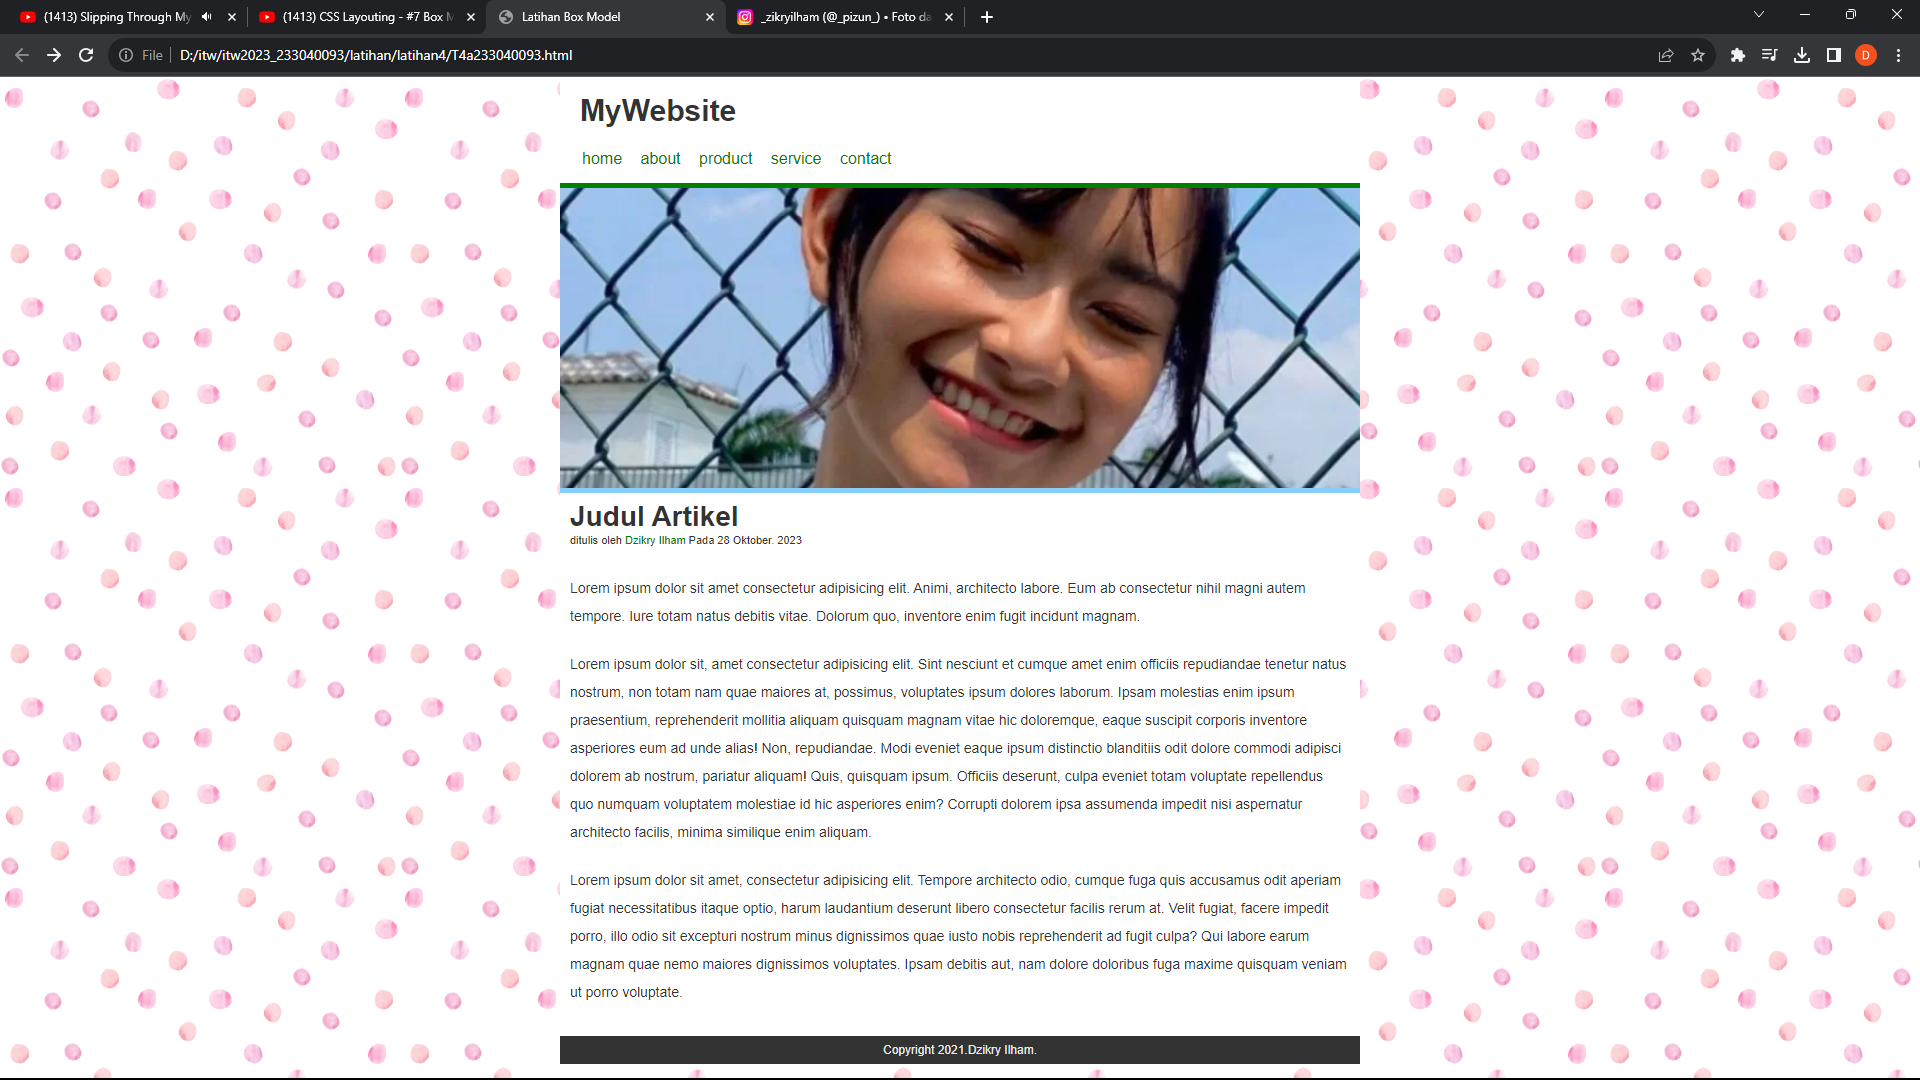 (1413) Slipping Through My
(1413) CSS Layouting - #7 Box M
Latihan Box Model
_zikryilham (@_pizun_) • Foto da
File
D:/itw/itw2023_233040093/latihan/latihan4/T4a233040093.html
D
MyWebsite
home about product service contact
Judul Artikel
ditulis oleh Dzikry Ilham Pada 28 Oktober. 2023
Lorem ipsum dolor sit amet consectetur adipisicing elit. Animi, architecto labore. Eum ab consectetur nihil magni autem
tempore. Iure totam natus debitis vitae. Dolorum quo, inventore enim fugit incidunt magnam.
Lorem ipsum dolor sit, amet consectetur adipisicing elit. Sint nesciunt et cumque amet enim officiis repudiandae tenetur natus
nostrum, non totam nam quae maiores at, possimus, voluptates ipsum dolores laborum. Ipsam molestias enim ipsum
praesentium, reprehenderit mollitia aliquam quisquam magnam vitae hic doloremque, eaque suscipit corporis inventore
asperiores eum ad unde alias! Non, repudiandae. Modi eveniet eaque ipsum distinctio blanditiis odit dolore commodi adipisci
dolorem ab nostrum, pariatur aliquam! Quis, quisquam ipsum. Officiis deserunt, culpa eveniet totam voluptate repellendus
quo numquam voluptatem molestiae id hic asperiores enim? Corrupti dolorem ipsa assumenda impedit nisi aspernatur
architecto facilis, minima similique enim aliquam.
Lorem ipsum dolor sit amet, consectetur adipisicing elit. Tempore architecto odio, cumque fuga quis accusamus odit aperiam
fugiat necessitatibus itaque optio, harum laudantium deserunt libero consectetur facilis rerum at. Velit fugiat, facere impedit
porro, illo odio sit excepturi nostrum minus dignissimos quae iusto nobis reprehenderit ad fugit culpa? Qui labore earum
magnam quae nemo maiores dignissimos voluptates. Ipsam debitis aut, nam dolore doloribus fuga maxime quisquam veniam
ut porro voluptate.
Copyright 2021.Dzikry Ilham.